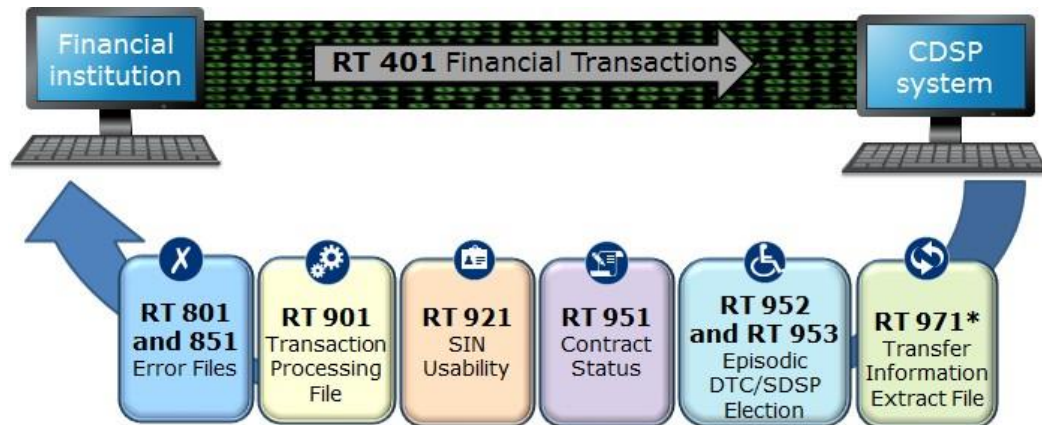 Financial
institution
RT 401 Financial Transactions
CDSP
system
X
RT 801
and 851
Error Files
RT 901
Transaction
Processing
File
RT 921
SIN
Usability
RT 951
Contract
Status
RT 952
and RT 953
Episodic
DTC/SDSP
Election
RT 971*
Transfer
Information
Extract File